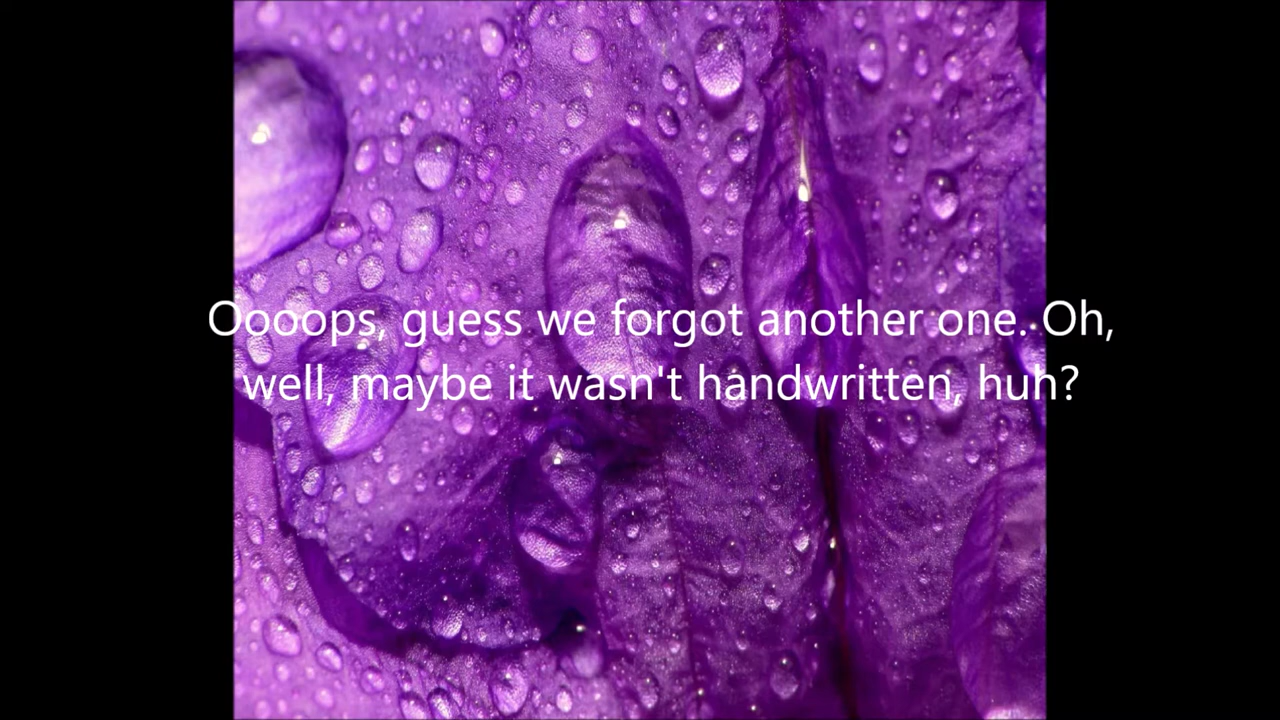 Oooops, guess we forgot another one. Oh,
well, maybe it wasn't handwritten, huh?